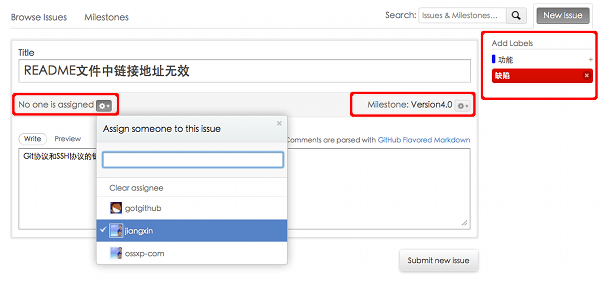 Browse Issues Milestones Search: Issues & Milestones... New Issue
Title
README文件中链接地址无效
Add Labels
功能 +
缺陷 ×
No one is assigned
Milestone: Version4.0
Assign someone to this issue ×
Write Preview
Comments are parsed with GitHub Flavored Markdown
Git协议和SSH协议的
Clear assignee
gotgithub
jiangxin
ossxp-com
Submit new issue